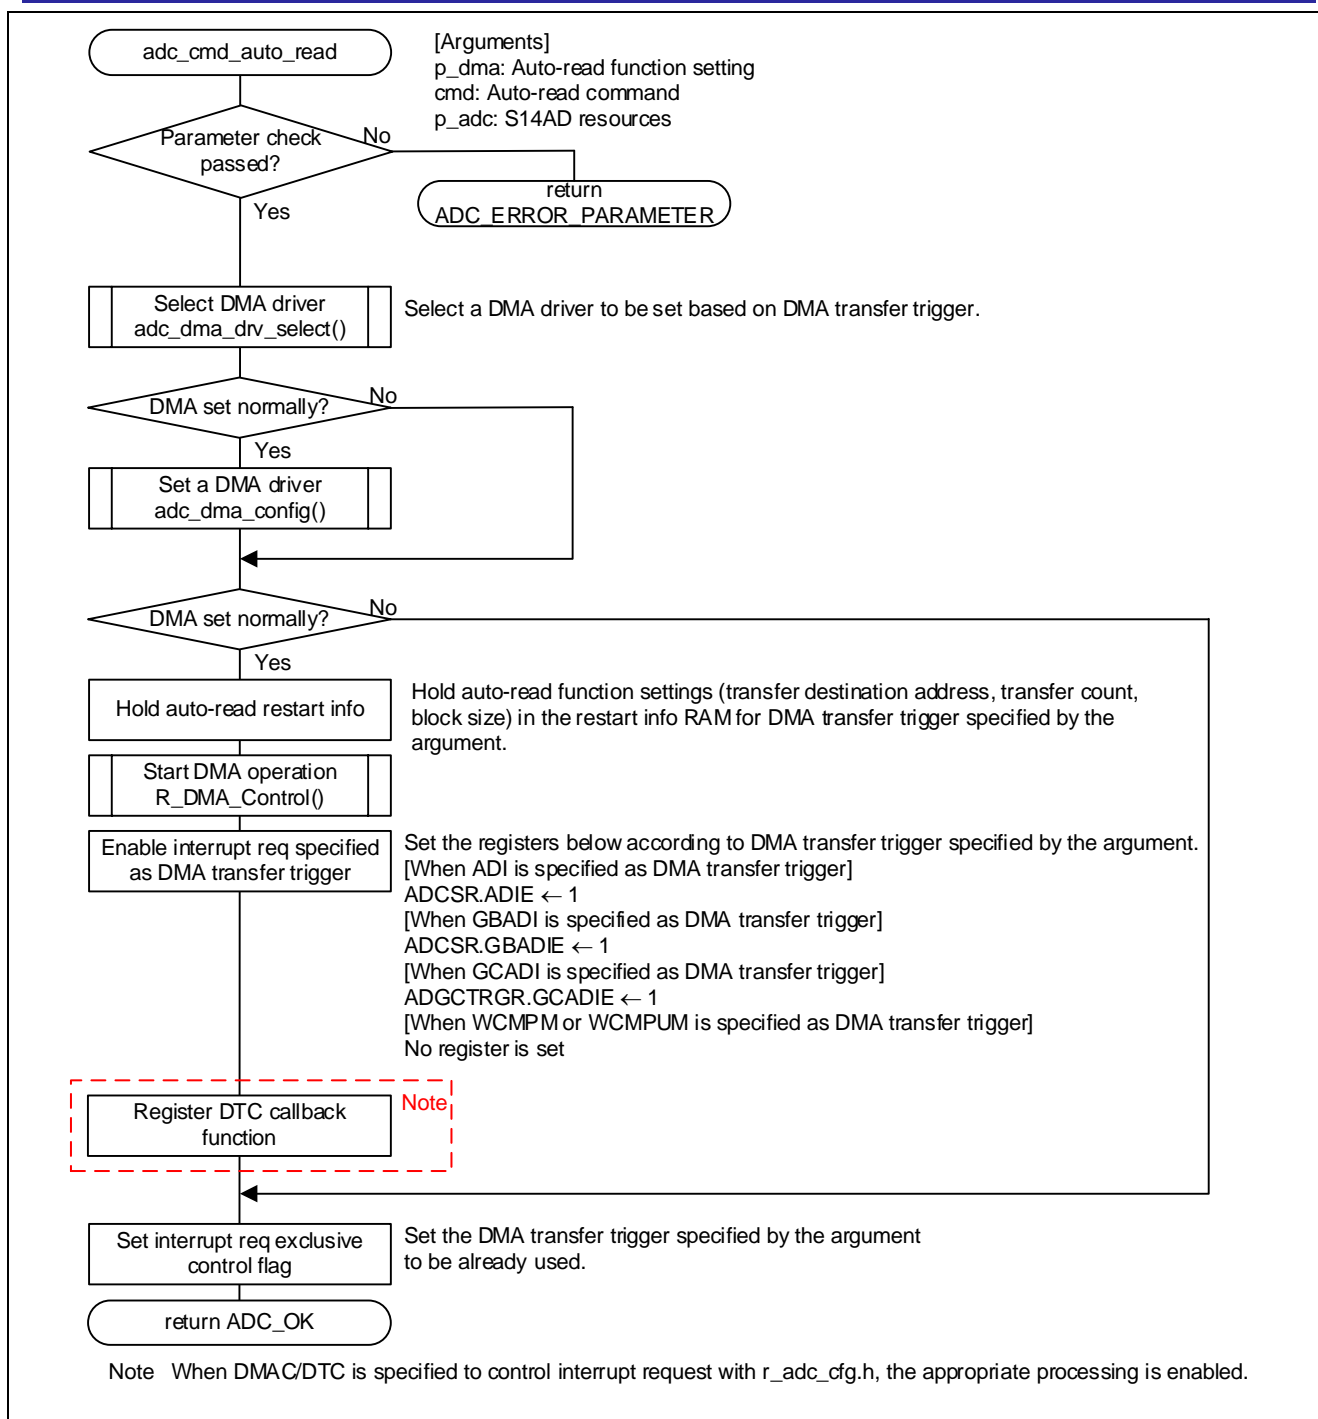 adc_cmd_auto_read
[Arguments]
p_dma: Auto-read function setting
cmd: Auto-read command
p_adc: S14AD resources
Parameter check
passed?
No
return
ADC_ERROR_PARAMETER
Yes
Select DMA driver
adc_dma_drv_select()
Select a DMA driver to be set based on DMA transfer trigger.
DMA set normally?
No
Yes
Set a DMA driver
adc_dma_config()
DMA set normally?
No
Yes
Hold auto-read restart info
Hold auto-read function settings (transfer destination address, transfer count,
block size) in the restart info RAM for DMA transfer trigger specified by the
argument.
Start DMA operation
R_DMA_Control()
Enable interrupt req specified
as DMA transfer trigger
Set the registers below according to DMA transfer trigger specified by the argument.
[When ADI is specified as DMA transfer trigger]
ADCSR.ADIE ← 1
[When GBADI is specified as DMA transfer trigger]
ADCSR.GBADIE ← 1
[When GCADI is specified as DMA transfer trigger]
ADGCTRGR.GCADIE ← 1
[When WCMPM or WCMPUM is specified as DMA transfer trigger]
No register is set
Register DTC callback
function
Note
Set interrupt req exclusive
control flag
Set the DMA transfer trigger specified by the argument
to be already used.
return ADC_OK
Note When DMAC/DTC is specified to control interrupt request with r_adc_cfg.h, the appropriate processing is enabled.